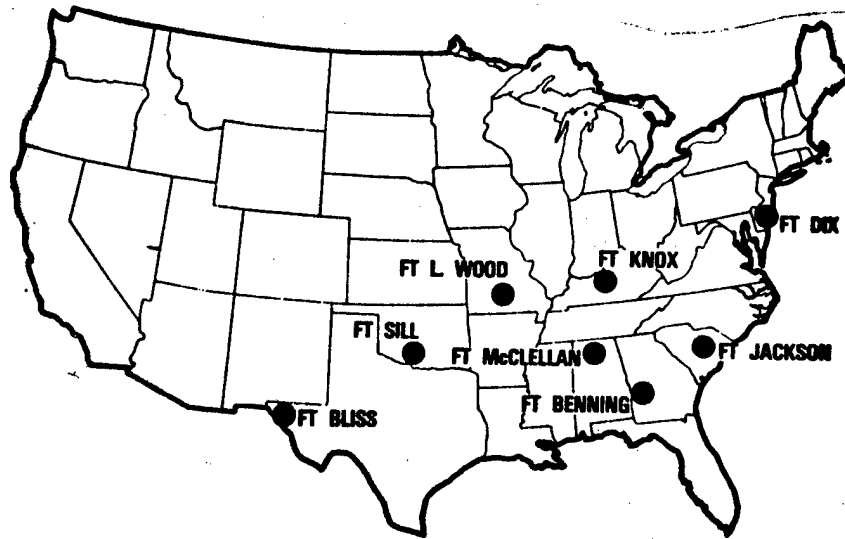 FT DIX
FT KNOX
FT L. WOOD
FT SILL
FT McCLELLAN
FT JACKSON
FT BENNING
FT BLISS